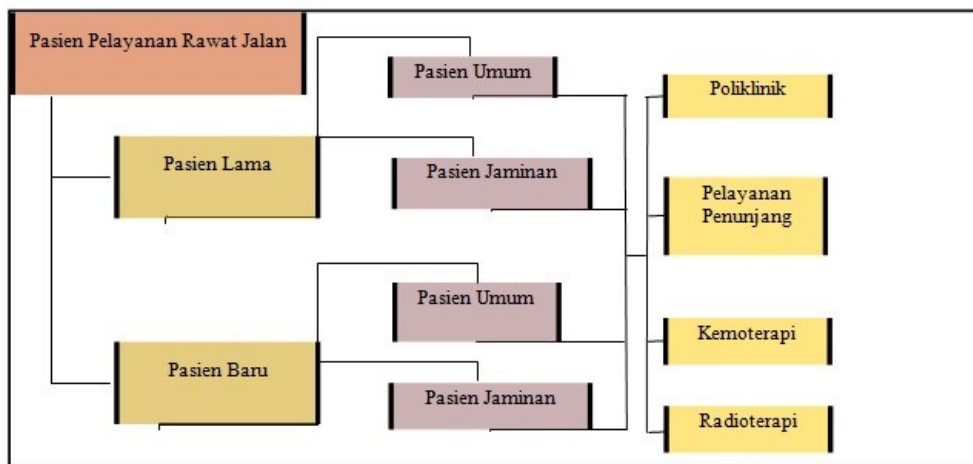 Pasien Pelayanan Rawat Jalan
Pasien Umum
Poliklinik
Pasien Lama
Pasien Jaminan
Pelayanan
Penunjang
Pasien Umum
Kemoterapi
Pasien Baru
Pasien Jaminan
Radioterapi